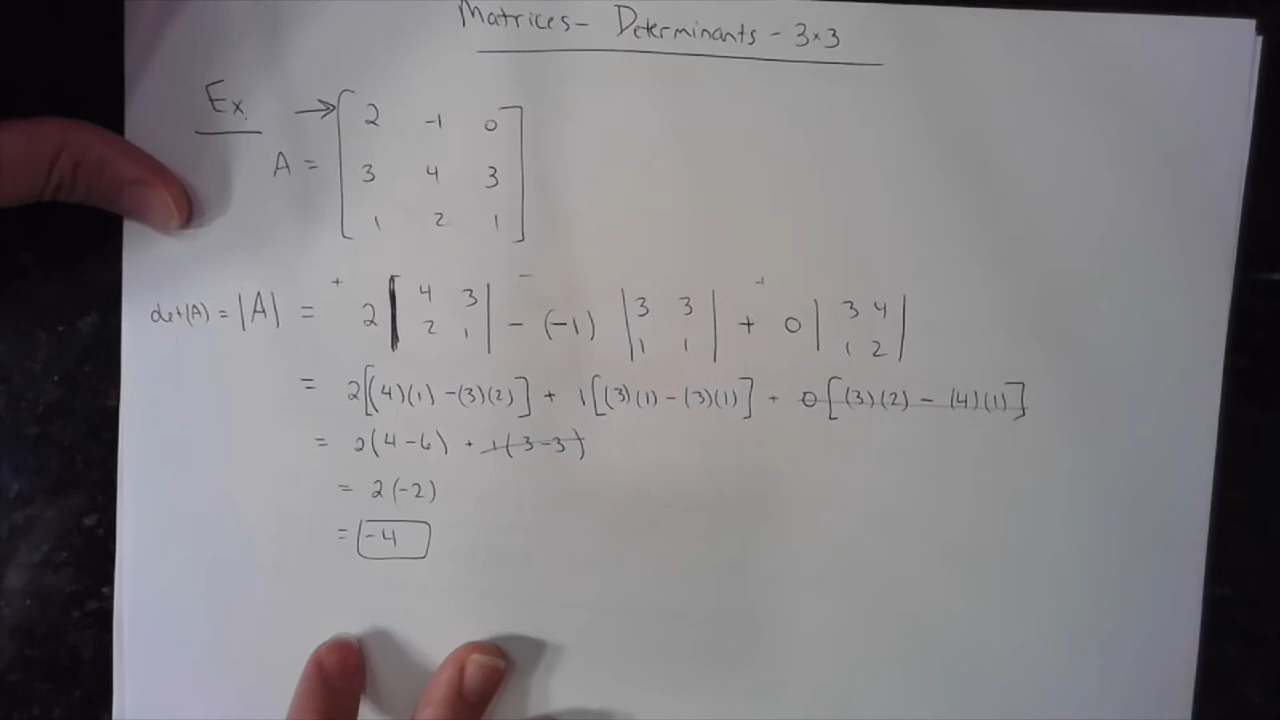 Matrices - Determinants - 3×3
Ex. → [ 2 -1 0
A = 3 4 3
1 2 1 ]
+ - +
det(A) = |A| = 2 | 4 3 | - (-1) | 3 3 | + 0 | 3 4 |
2 1 1 1 1 2
= 2[(4)(1) - (3)(2)] + 1[(3)(1) - (3)(1)] + 0[(3)(2) - (4)(1)]
= 2(4-6) + 1(3-3)
= 2(-2)
= -4